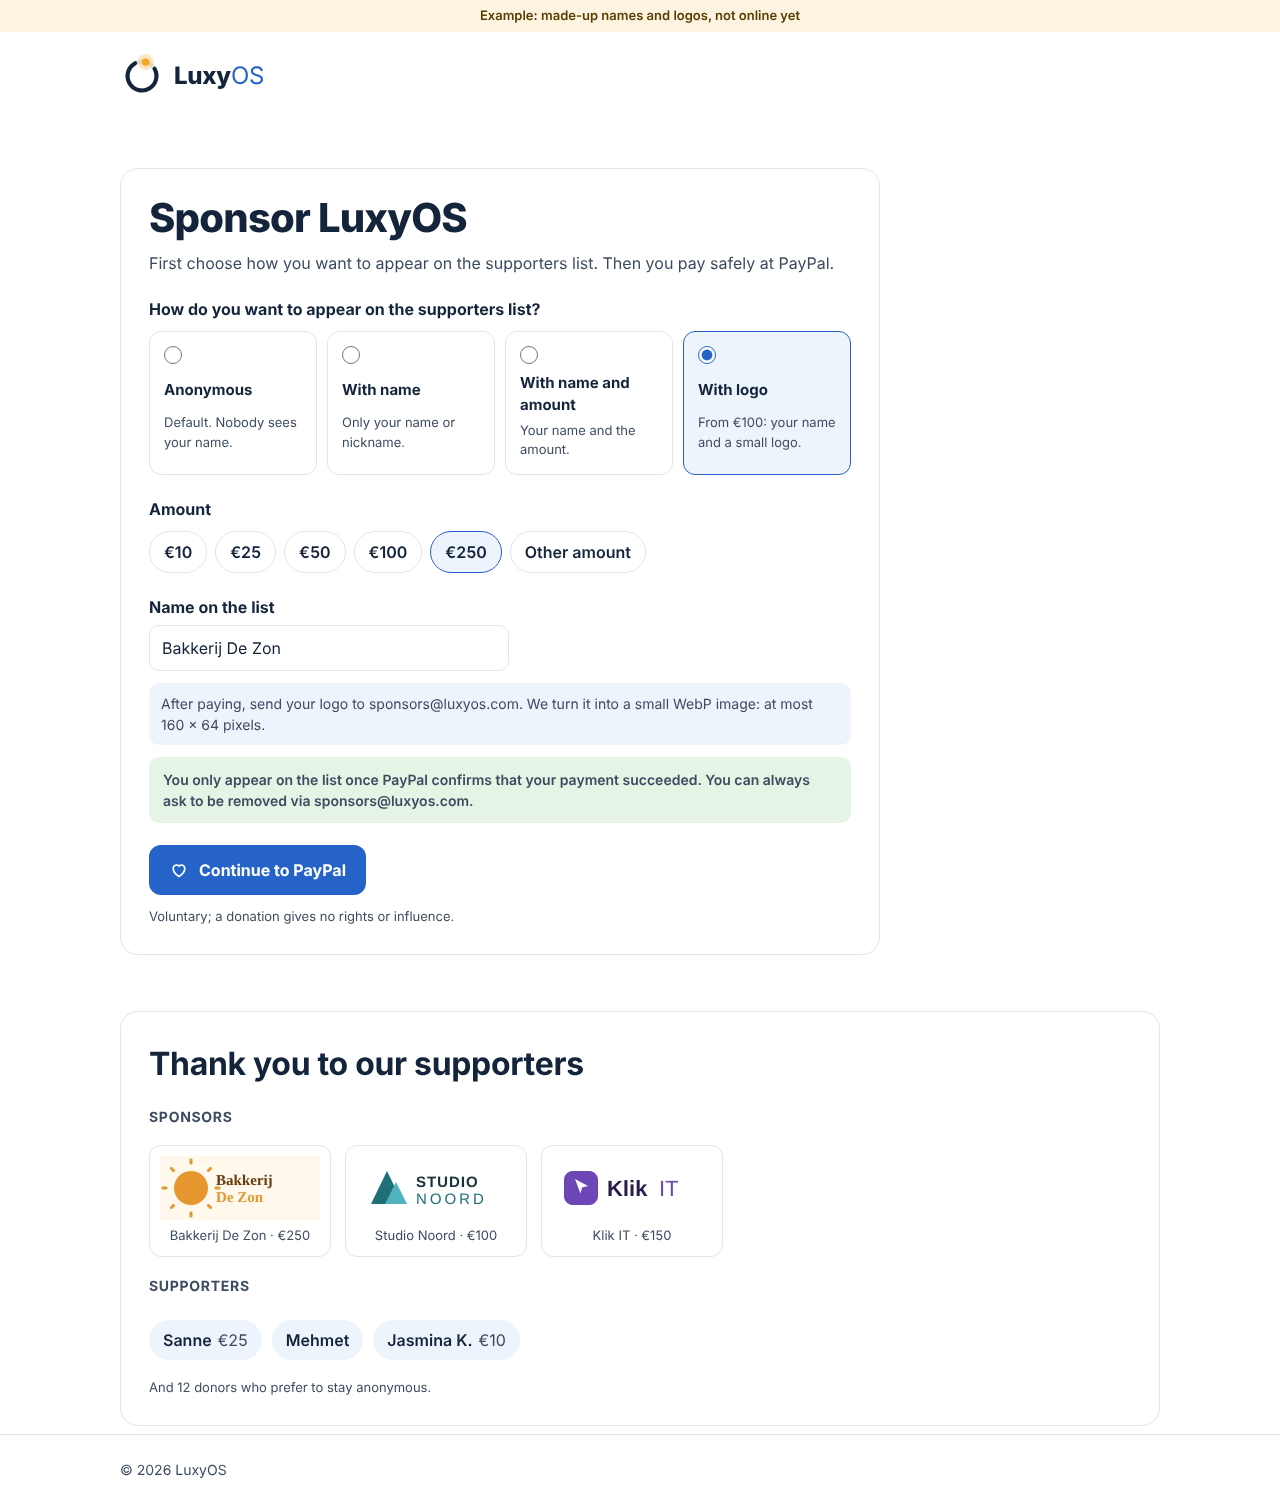 Example: made-up names and logos, not online yet
LuxyOS
Sponsor LuxyOS
First choose how you want to appear on the supporters list. Then you pay safely at PayPal.
How do you want to appear on the supporters list?
Anonymous
Default. Nobody sees
your name.
With name
Only your name or
nickname.
With name and
amount
Your name and the
amount.
With logo
From €100: your name
and a small logo.
Amount
€10
€25
€50
€100
€250
Other amount
Name on the list
Bakkerij De Zon
After paying, send your logo to sponsors@luxyos.com. We turn it into a small WebP image: at most
160 × 64 pixels.
You only appear on the list once PayPal confirms that your payment succeeded. You can always
ask to be removed via sponsors@luxyos.com.
Continue to PayPal
Voluntary; a donation gives no rights or influence.
Thank you to our supporters
SPONSORS
Bakkerij
De Zon
Bakkerij De Zon · €250
STUDIO
NOORD
Studio Noord · €100
Klik IT
Klik IT · €150
SUPPORTERS
Sanne €25
Mehmet
Jasmina K. €10
And 12 donors who prefer to stay anonymous.
© 2026 LuxyOS